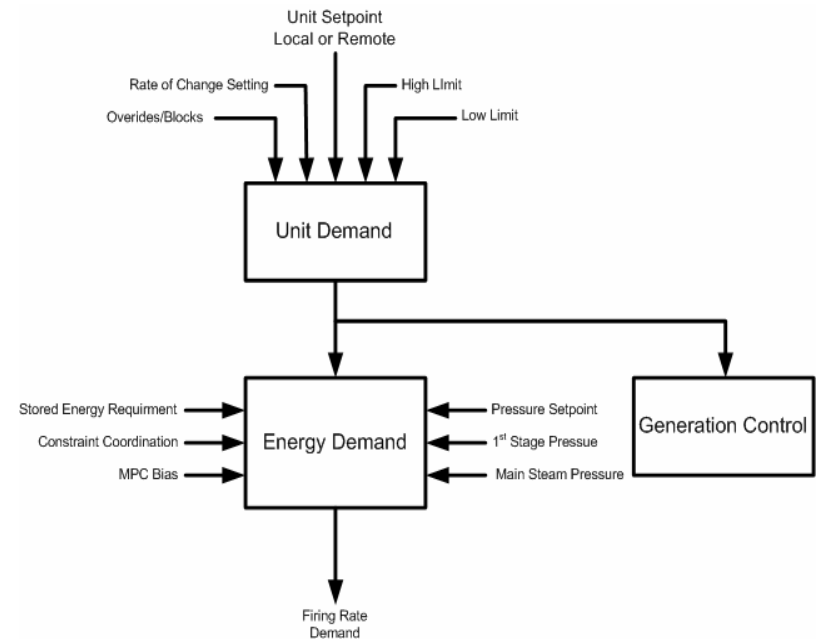 Unit Setpoint
Local or Remote
Rate of Change Setting
High LImit
Overides/Blocks
Low Limit
Unit Demand
Stored Energy Requirment
Pressure Setpoint
Constraint Coordination
Energy Demand
1st Stage Pressue
Generation Control
MPC Bias
Main Steam Pressure
Firing Rate
Demand